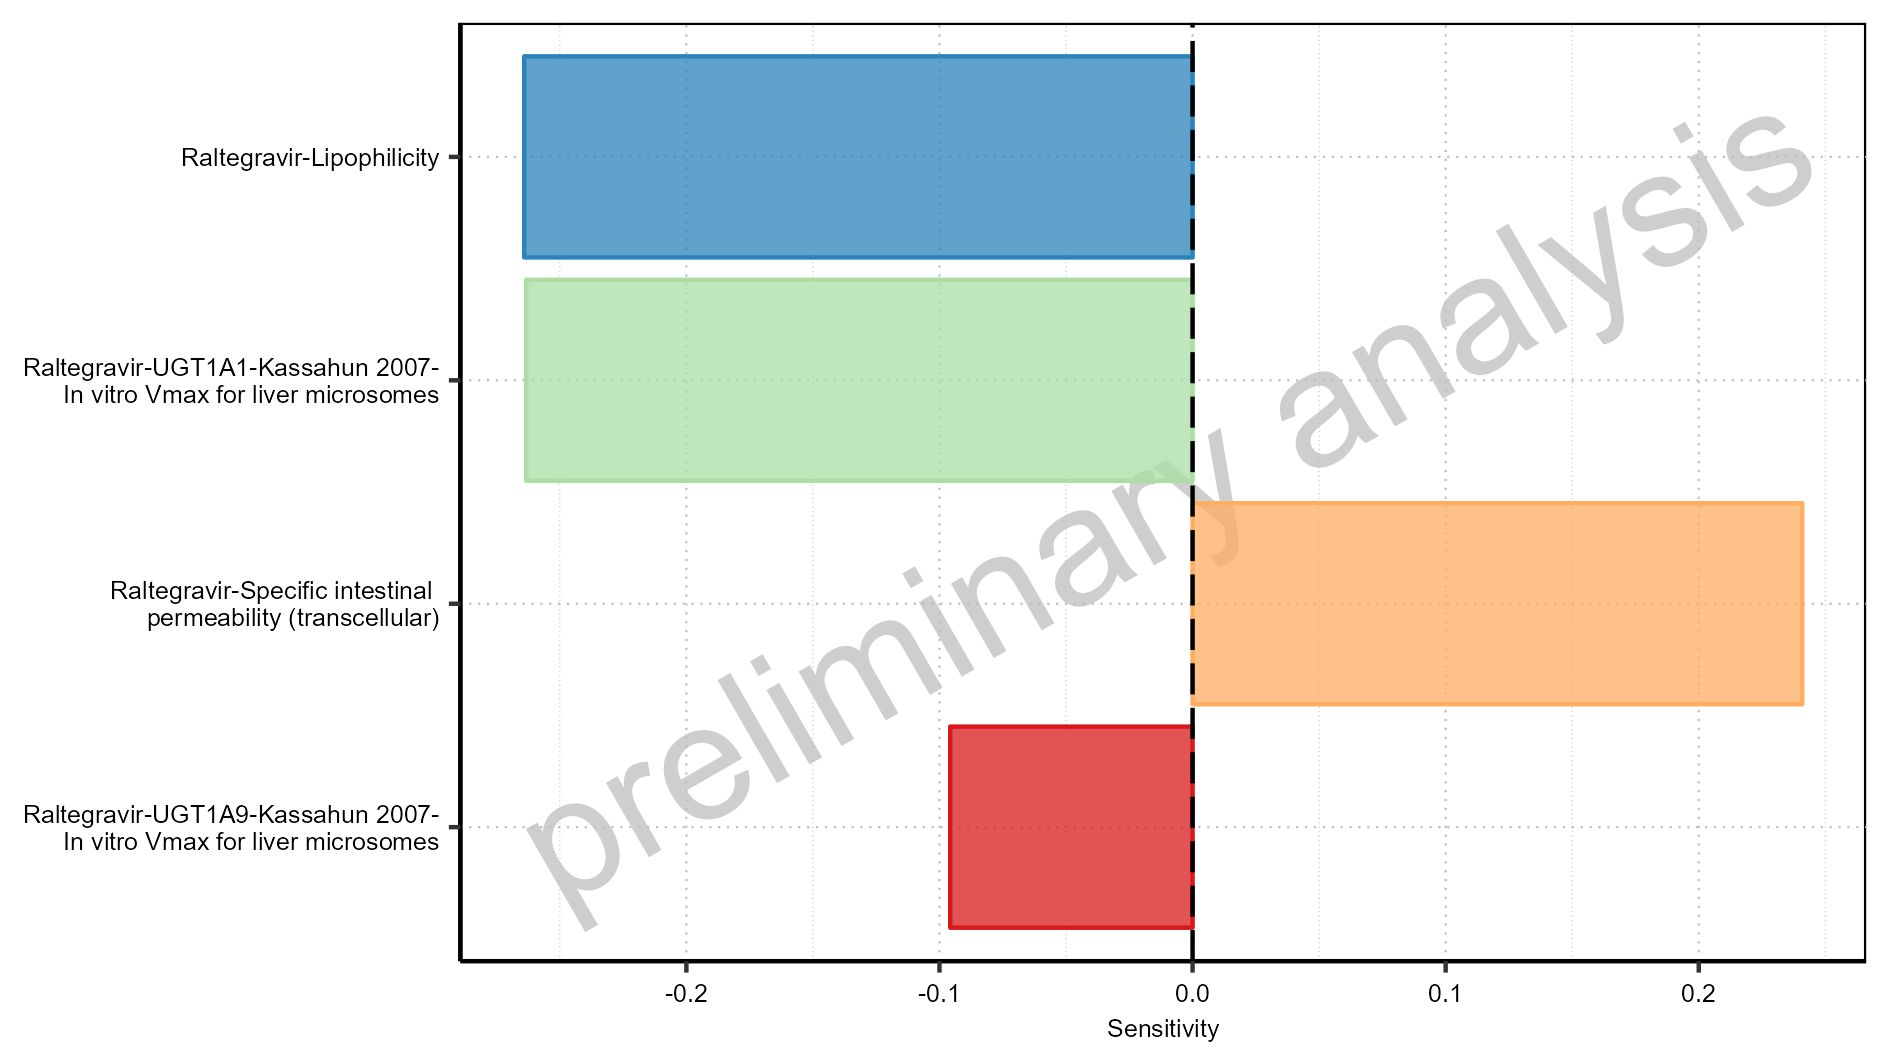 Raltegravir-Lipophilicity
Raltegravir-UGT1A1-Kassahun 2007-
In vitro Vmax for liver microsomes
Raltegravir-Specific intestinal
permeability (transcellular)
Raltegravir-UGT1A9-Kassahun 2007-
In vitro Vmax for liver microsomes
preliminary analysis
-0.2 -0.1 0.0 0.1 0.2
Sensitivity